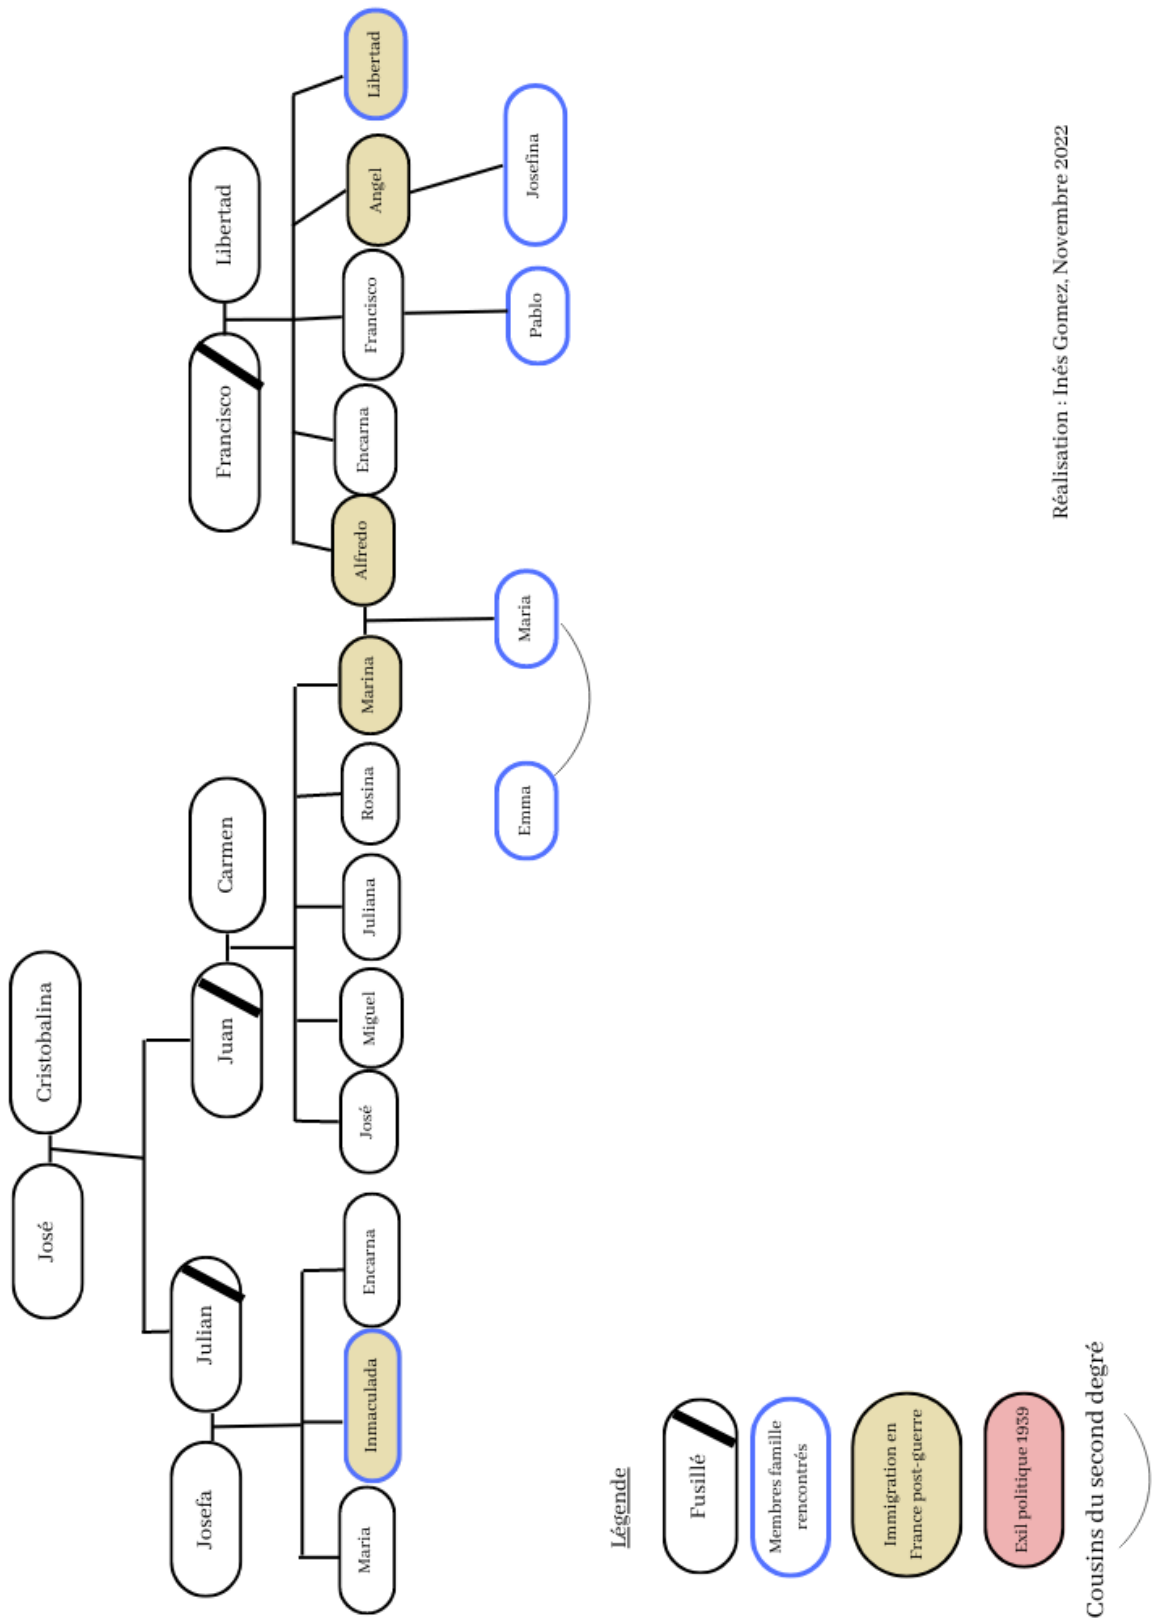 José
Cristobalina
Josefa
Julian
Juan
Carmen
Francisco
Libertad
Maria
Inmaculada
Encarna
José
Miguel
Juliana
Rosina
Marina
Alfredo
Encarna
Francisco
Angel
Libertad
Emma
Maria
Pablo
Josefina
Légende
Fusillé
Membres famille
rencontrés
Immigration en
France post-guerre
Exil politique 1939
Cousins du second degré
Réalisation : Inés Gomez, Novembre 2022